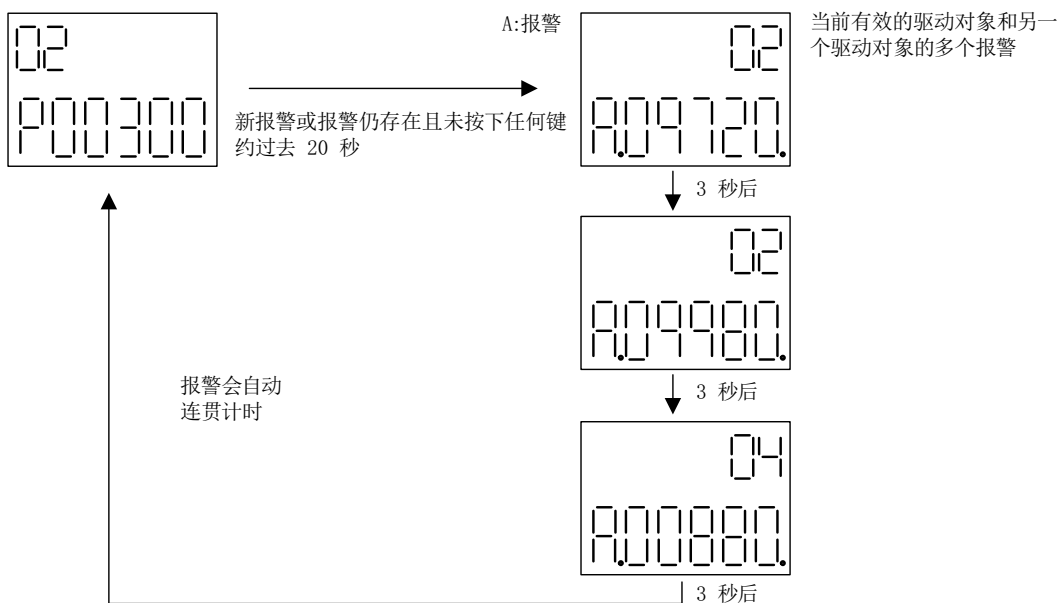 02
P00300
新报警或报警仍存在且未按下任何键
约过去 20 秒
A:报警
02
A.09720.
当前有效的驱动对象和另一
个驱动对象的多个报警
3 秒后
02
A.09980.
3 秒后
报警会自动
连贯计时
04
A.00880.
3 秒后